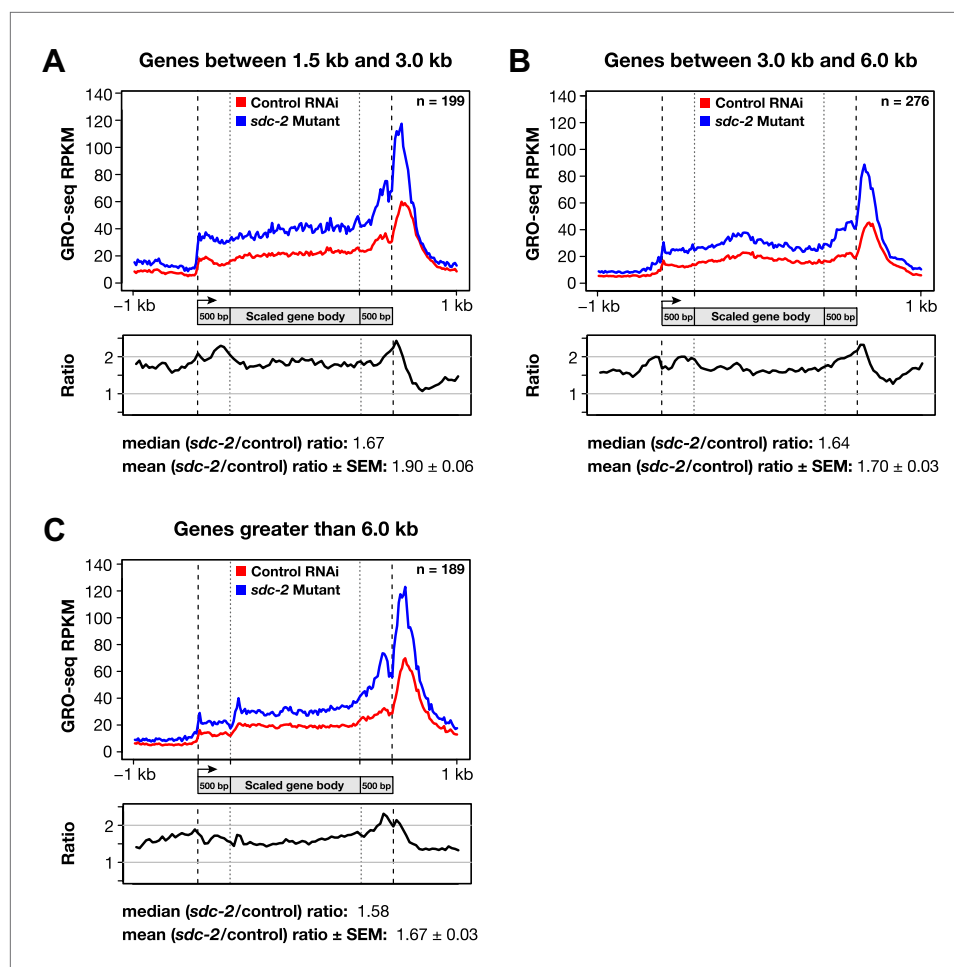 A
Genes between 1.5 kb and 3.0 kb
140
120
100
80
60
40
20
0
GRO-seq RPKM
Control RNAi
sdc-2 Mutant
n = 199
−1 kb
1 kb
500 bp
Scaled gene body
500 bp
Ratio
2
1
median (sdc-2/control) ratio: 1.67
mean (sdc-2/control) ratio ± SEM: 1.90 ± 0.06
B
Genes between 3.0 kb and 6.0 kb
140
120
100
80
60
40
20
0
GRO-seq RPKM
Control RNAi
sdc-2 Mutant
n = 276
−1 kb
1 kb
500 bp
Scaled gene body
500 bp
Ratio
2
1
median (sdc-2/control) ratio: 1.64
mean (sdc-2/control) ratio ± SEM: 1.70 ± 0.03
C
Genes greater than 6.0 kb
140
120
100
80
60
40
20
0
GRO-seq RPKM
Control RNAi
sdc-2 Mutant
n = 189
−1 kb
1 kb
500 bp
Scaled gene body
500 bp
Ratio
2
1
median (sdc-2/control) ratio: 1.58
mean (sdc-2/control) ratio ± SEM: 1.67 ± 0.03